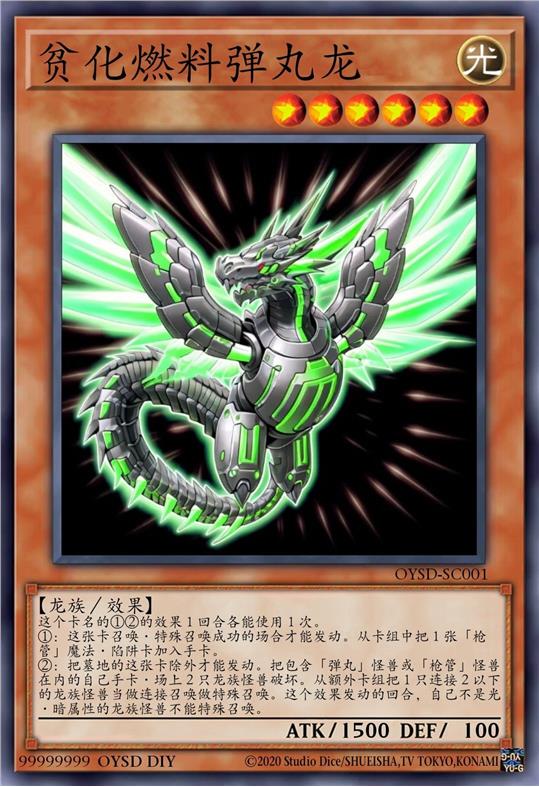 贫化燃料弹丸龙
光
OYSD-SC001
【龙族／效果】
这个卡名的①②的效果1回合各能使用1次。
①：这张卡召唤·特殊召唤成功的场合才能发动。从卡组中把1张「枪
管」魔法·陷阱卡加入手卡。
②：把墓地的这张卡除外才能发动。把包含「弹丸」怪兽或「枪管」怪兽
在内的自己手卡·场上2只龙族怪兽破坏。从额外卡组把1只连接2以下
的龙族怪兽当做连接召唤做特殊召唤。这个效果发动的回合，自己不是光
·暗属性的龙族怪兽不能特殊召唤。
ATK/1500 DEF/ 100
99999999 OYSD DIY ©2020 Studio Dice/SHUEISHA,TV TOKYO,KONAMI